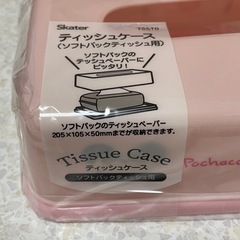 Skater TSST0
ティッシュケース
(ソフトパックティッシュ用)
ソフトパックの
テッシュペーパーに
ピッタリ!
ソフトパックのティッシュペーパー
205×105×50mmまでが収納できます。
Tissue Case
ティッシュケース
ソフトパックティッシュ用
Pochacc